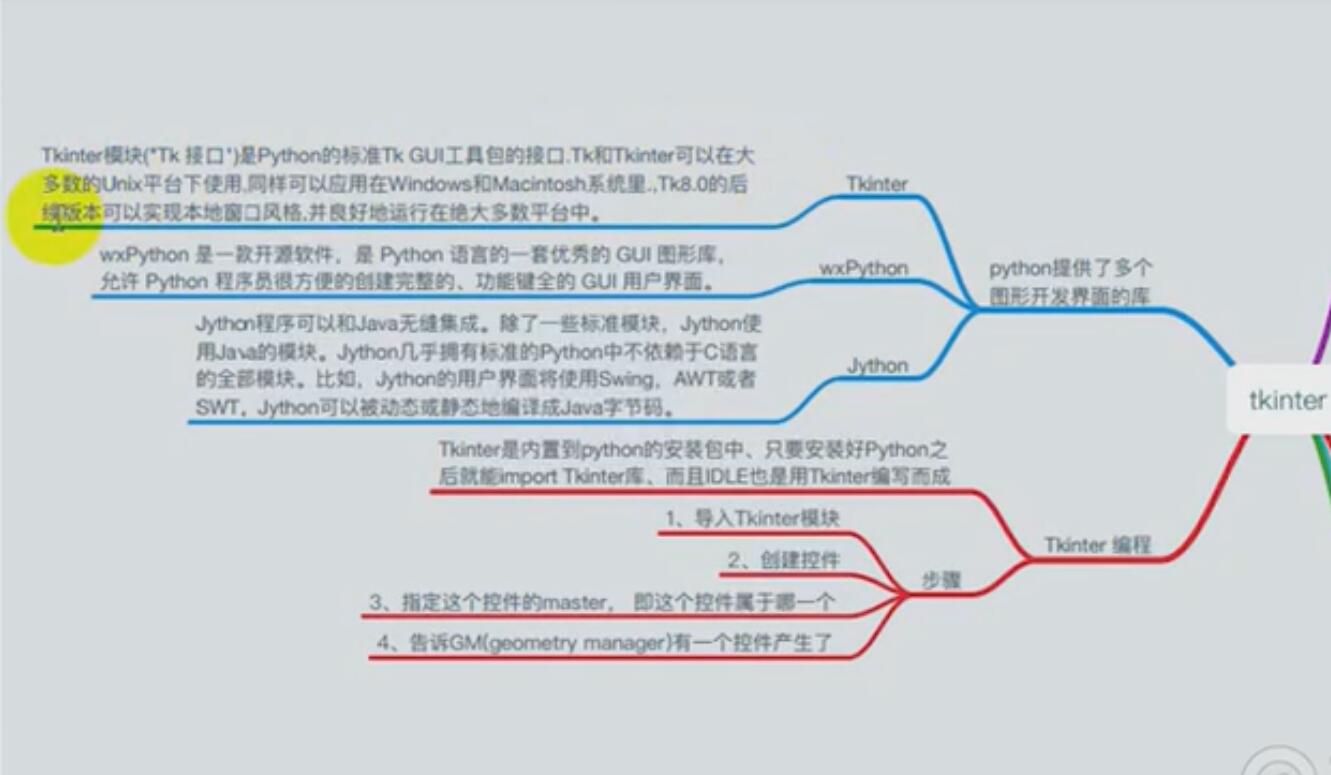 Tkinter模块("Tk 接口")是Python的标准Tk GUI工具包的接口.Tk和Tkinter可以在大
多数的Unix平台下使用,同样可以应用在Windows和Macintosh系统里.,Tk8.0的后
续版本可以实现本地窗口风格,并良好地运行在绝大多数平台中。
Tkinter
wxPython 是一款开源软件，是 Python 语言的一套优秀的 GUI 图形库，
允许 Python 程序员很方便的创建完整的、功能键全的 GUI 用户界面。
wxPython
python提供了多个
图形开发界面的库
Jython程序可以和Java无缝集成。除了一些标准模块，Jython使
用Java的模块。Jython几乎拥有标准的Python中不依赖于C语言
的全部模块。比如，Jython的用户界面将使用Swing，AWT或者
SWT。Jython可以被动态或静态地编译成Java字节码。
Jython
tkinter
Tkinter是内置到python的安装包中、只要安装好Python之
后就能import Tkinter库、而且IDLE也是用Tkinter编写而成
Tkinter 编程
步骤
1、导入Tkinter模块
2、创建控件
3、指定这个控件的master， 即这个控件属于哪一个
4、告诉GM(geometry manager)有一个控件产生了